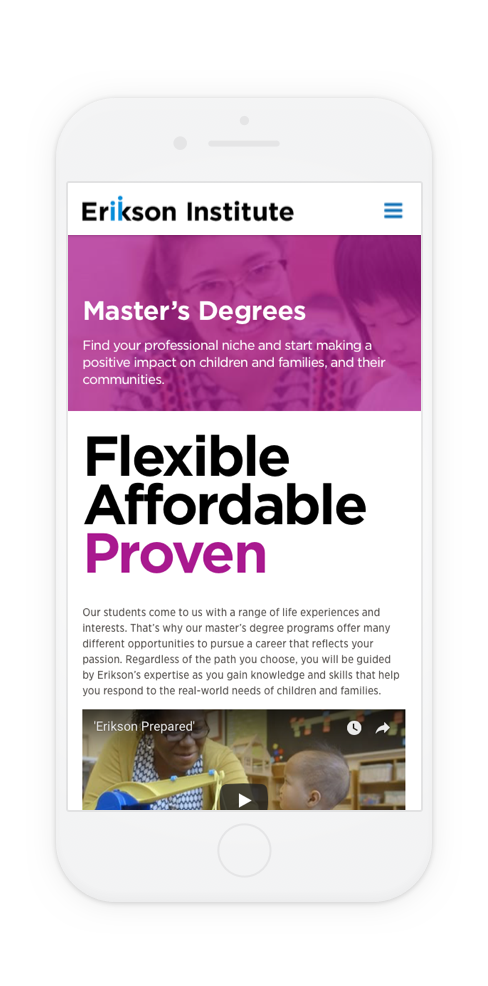 Erikson Institute
Master’s Degrees
Find your professional niche and start making a
positive impact on children and families, and their
communities.
Flexible
Affordable
Proven
Our students come to us with a range of life experiences and
interests. That’s why our master’s degree programs offer many
different opportunities to pursue a career that reflects your
passion. Regardless of the path you choose, you will be guided
by Erikson’s expertise as you gain knowledge and skills that help
you respond to the real-world needs of children and families.
'Erikson Prepared'